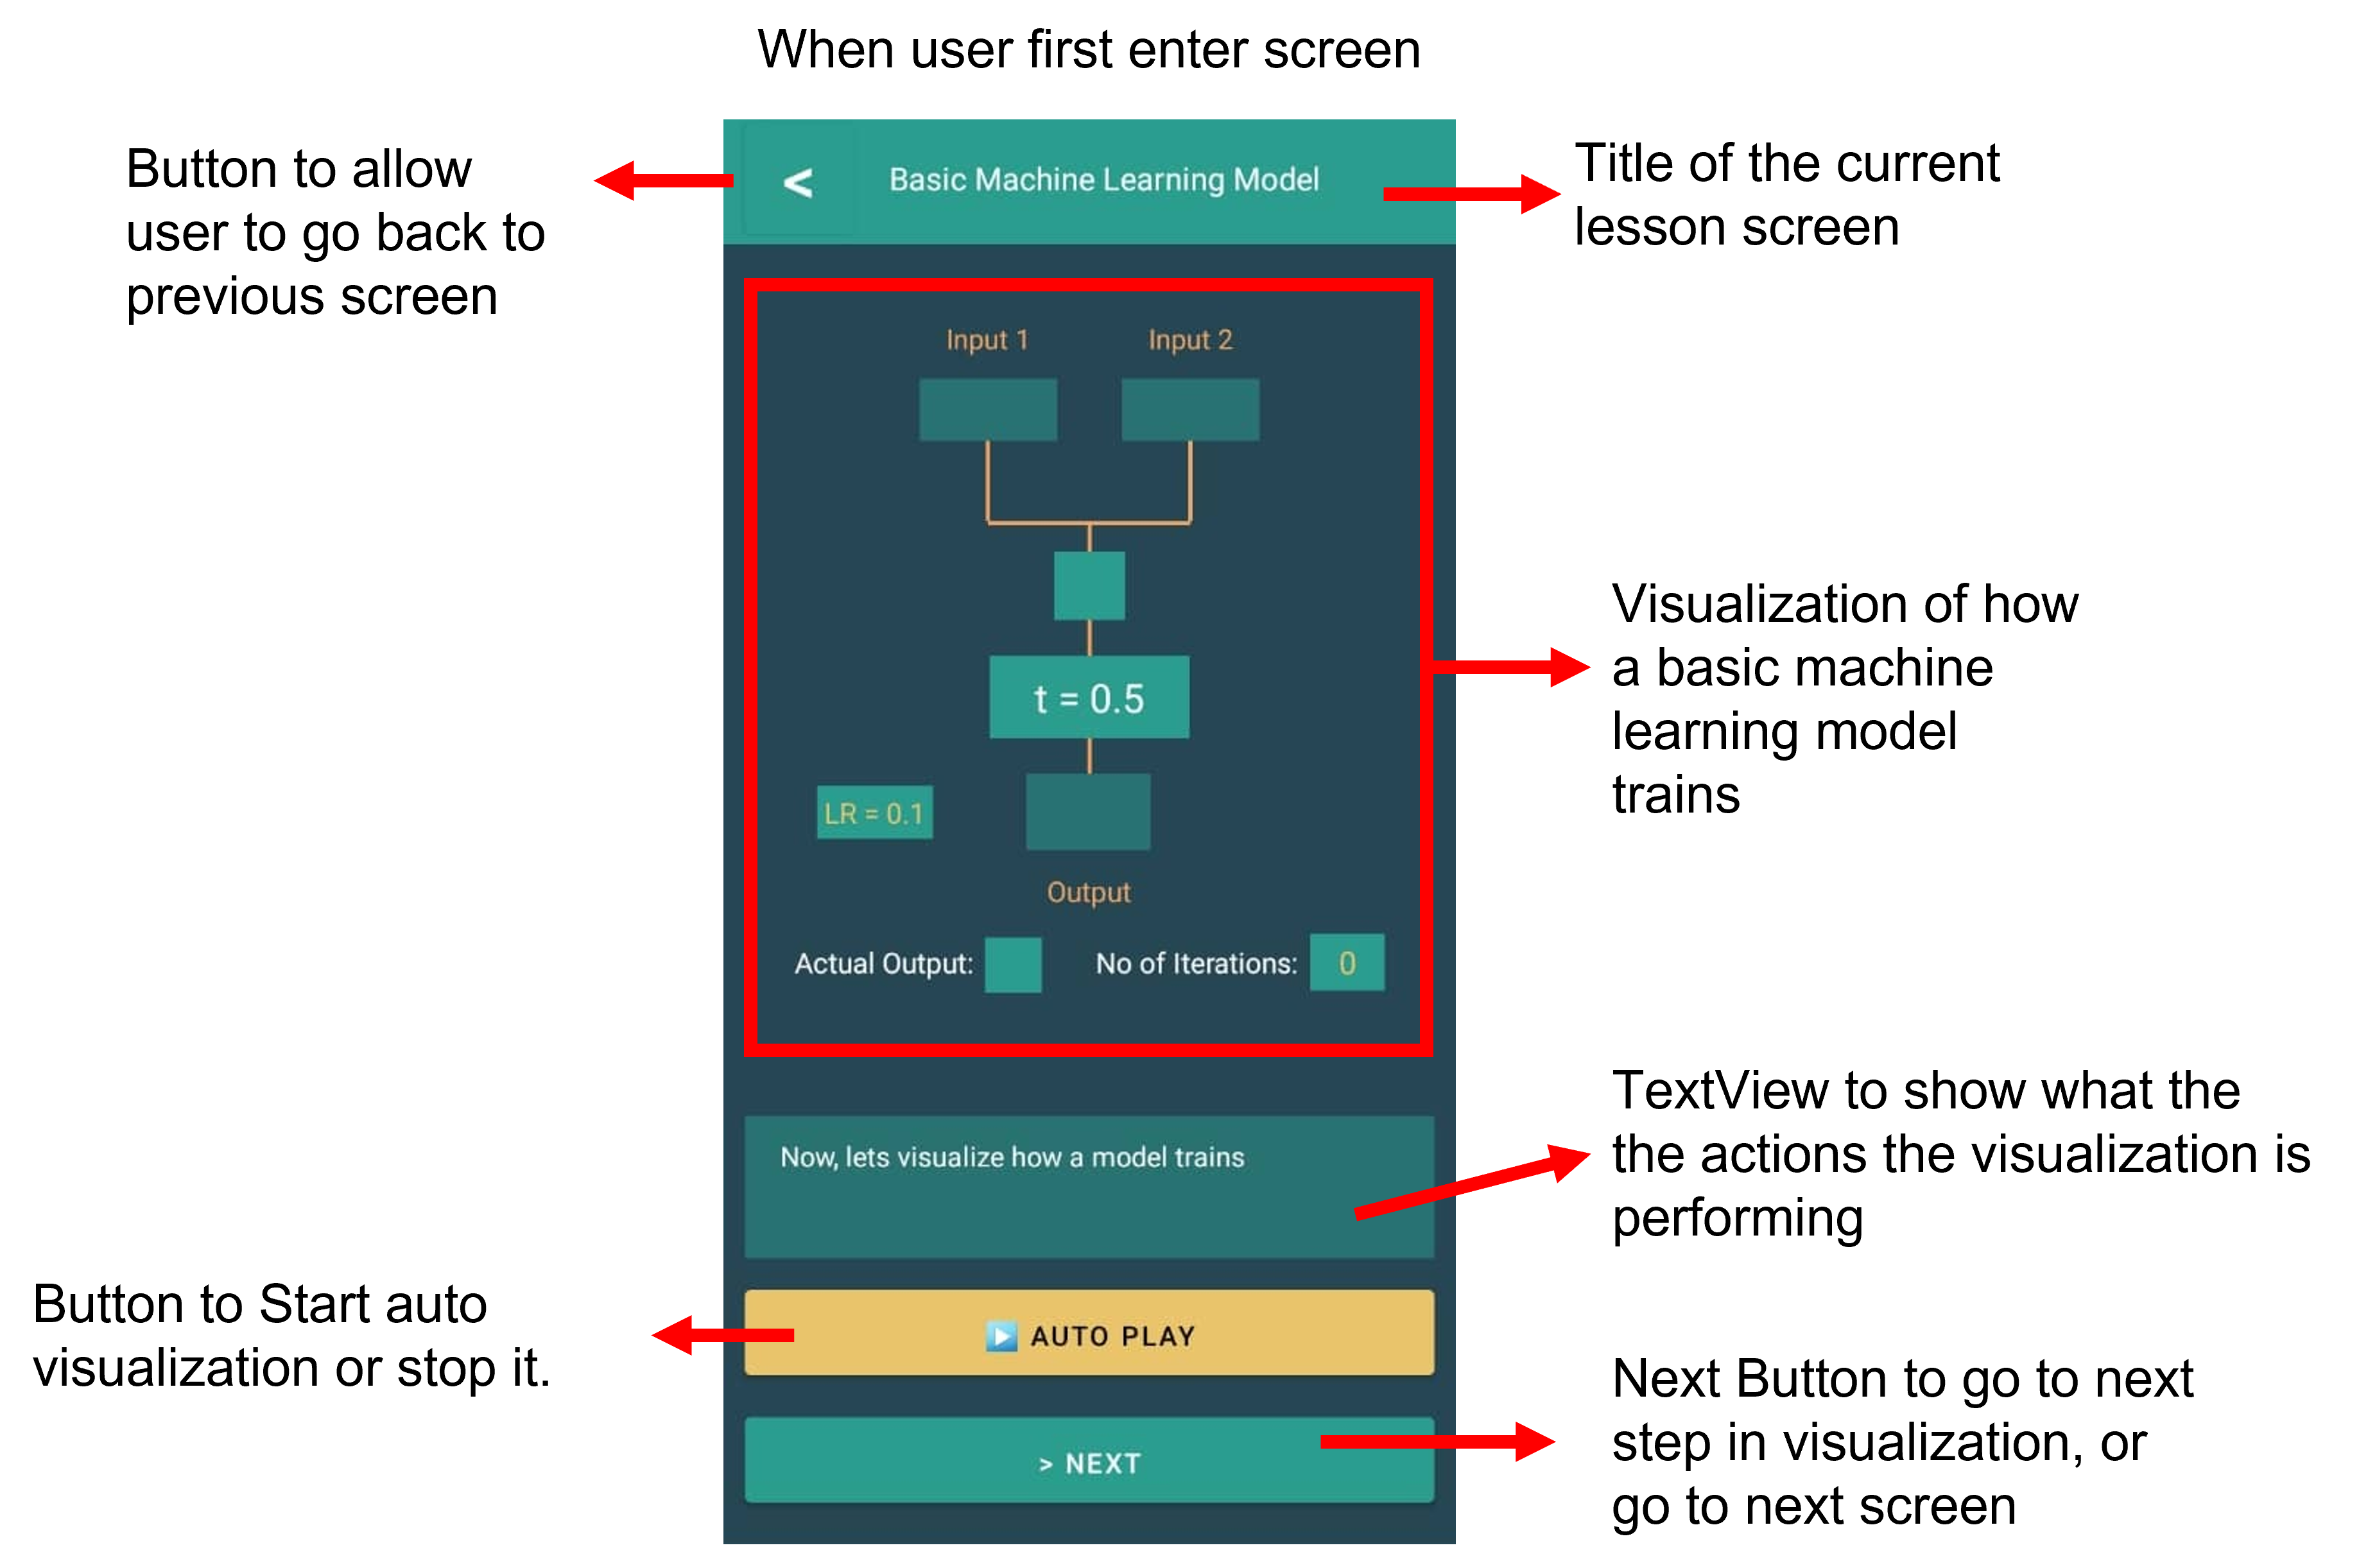 When user first enter screen
Button to allow
user to go back to
previous screen
<
Basic Machine Learning Model
Title of the current
lesson screen
Input 1
Input 2
t = 0.5
LR = 0.1
Output
Actual Output:
No of Iterations:
0
Visualization of how
a basic machine
learning model
trains
Now, lets visualize how a model trains
TextView to show what the
the actions the visualization is
performing
Button to Start auto
visualization or stop it.
AUTO PLAY
> NEXT
Next Button to go to next
step in visualization, or
go to next screen